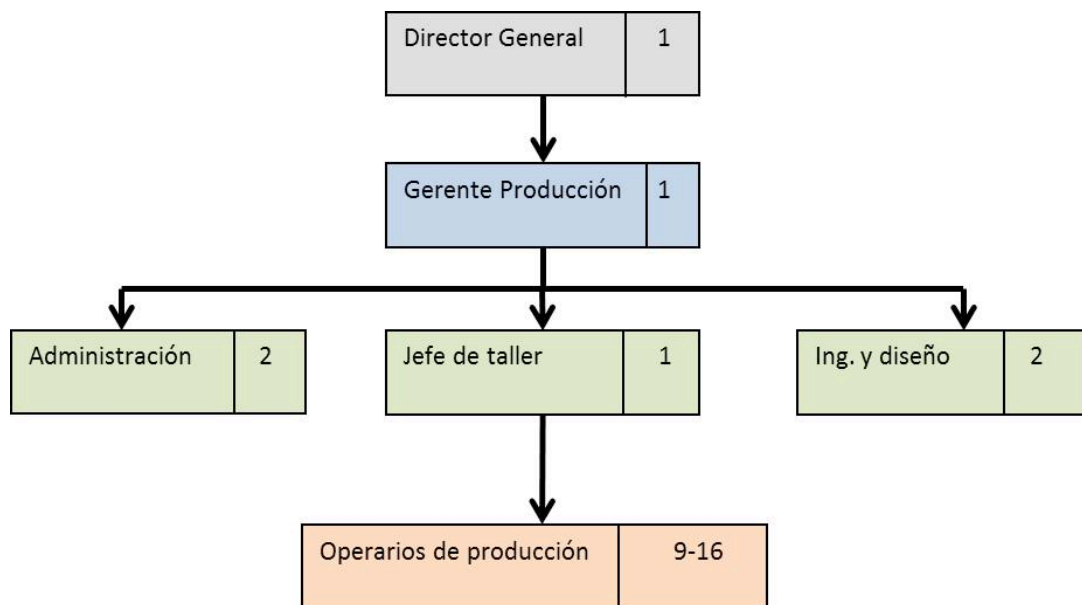 Director General 1
Gerente Producción 1
Administración 2
Jefe de taller 1
Ing. y diseño 2
Operarios de producción 9-16